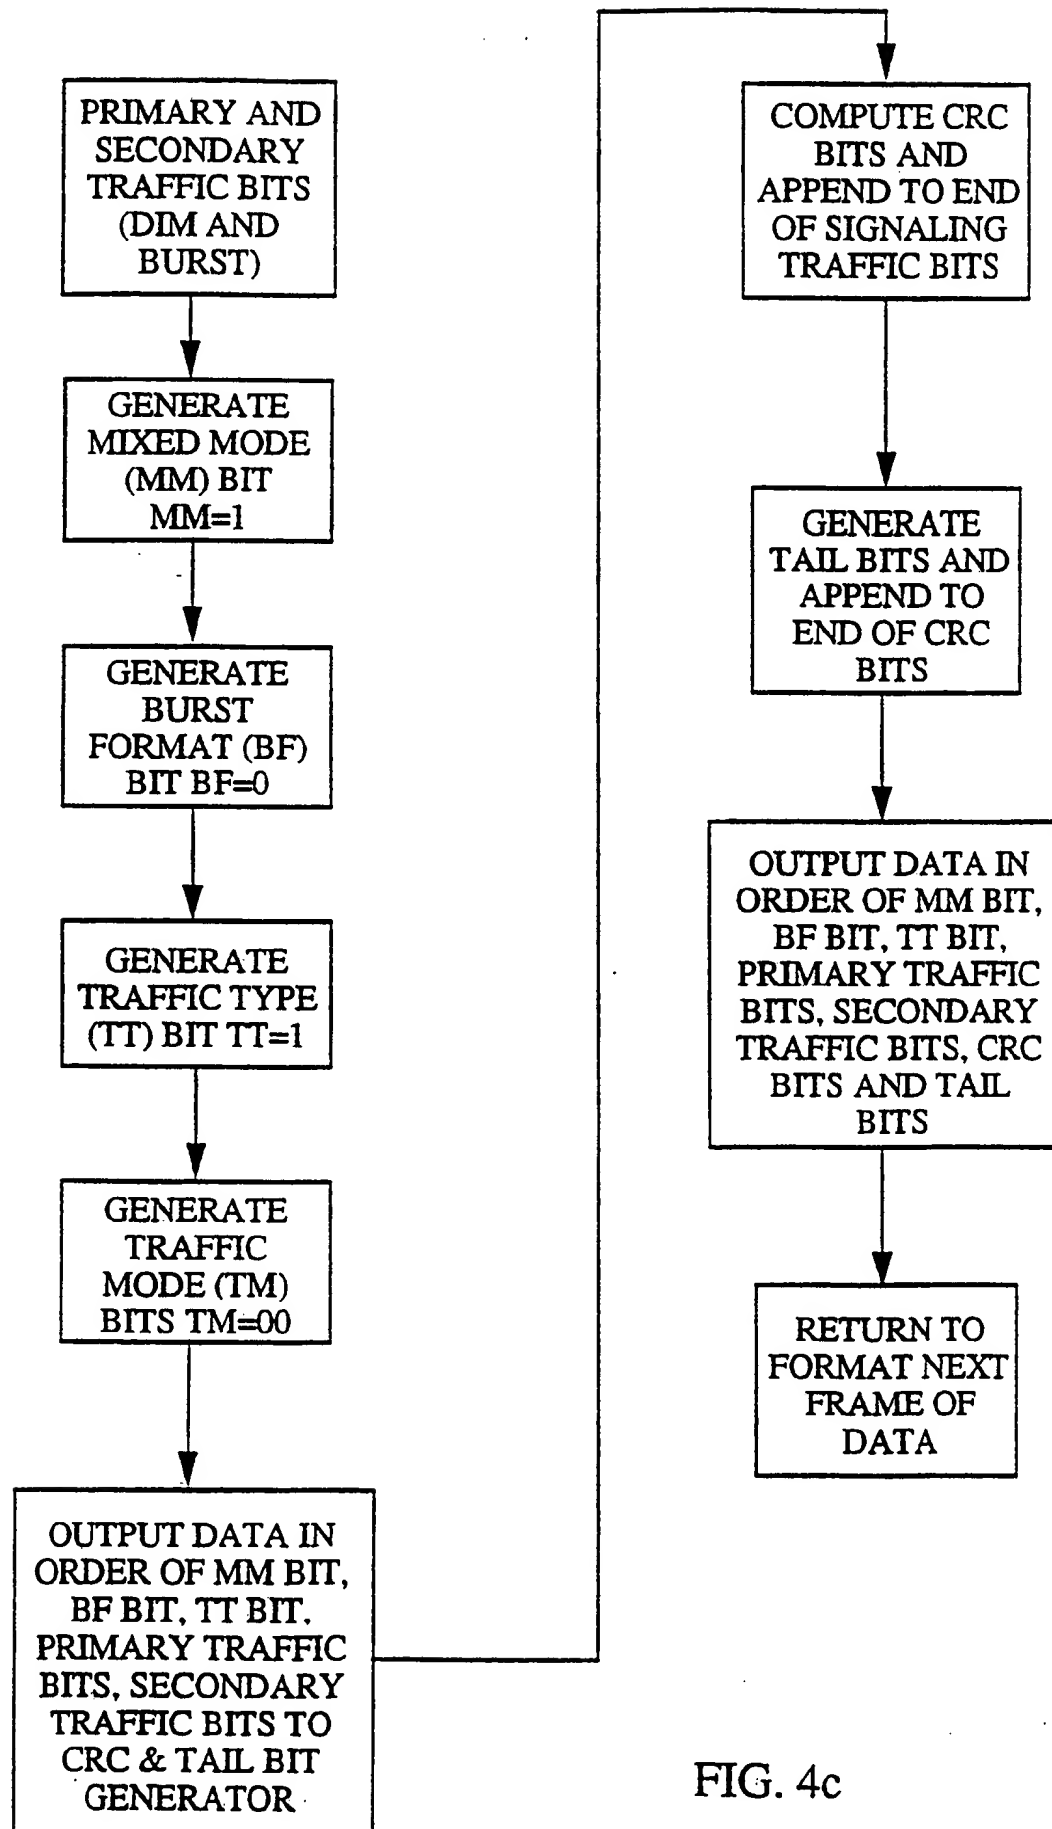 PRIMARY AND
SECONDARY
TRAFFIC BITS
(DIM AND
BURST)
GENERATE
MIXED MODE
(MM) BIT
MM=1
GENERATE
BURST
FORMAT (BF)
BIT BF=0
GENERATE
TRAFFIC TYPE
(TT) BIT TT=1
GENERATE
TRAFFIC
MODE (TM)
BITS TM=00
OUTPUT DATA IN
ORDER OF MM BIT,
BF BIT, TT BIT,
PRIMARY TRAFFIC
BITS, SECONDARY
TRAFFIC BITS TO
CRC & TAIL BIT
GENERATOR
COMPUTE CRC
BITS AND
APPEND TO END
OF SIGNALING
TRAFFIC BITS
GENERATE
TAIL BITS AND
APPEND TO
END OF CRC
BITS
OUTPUT DATA IN
ORDER OF MM BIT,
BF BIT, TT BIT,
PRIMARY TRAFFIC
BITS, SECONDARY
TRAFFIC BITS, CRC
BITS AND TAIL
BITS
RETURN TO
FORMAT NEXT
FRAME OF
DATA
FIG. 4c